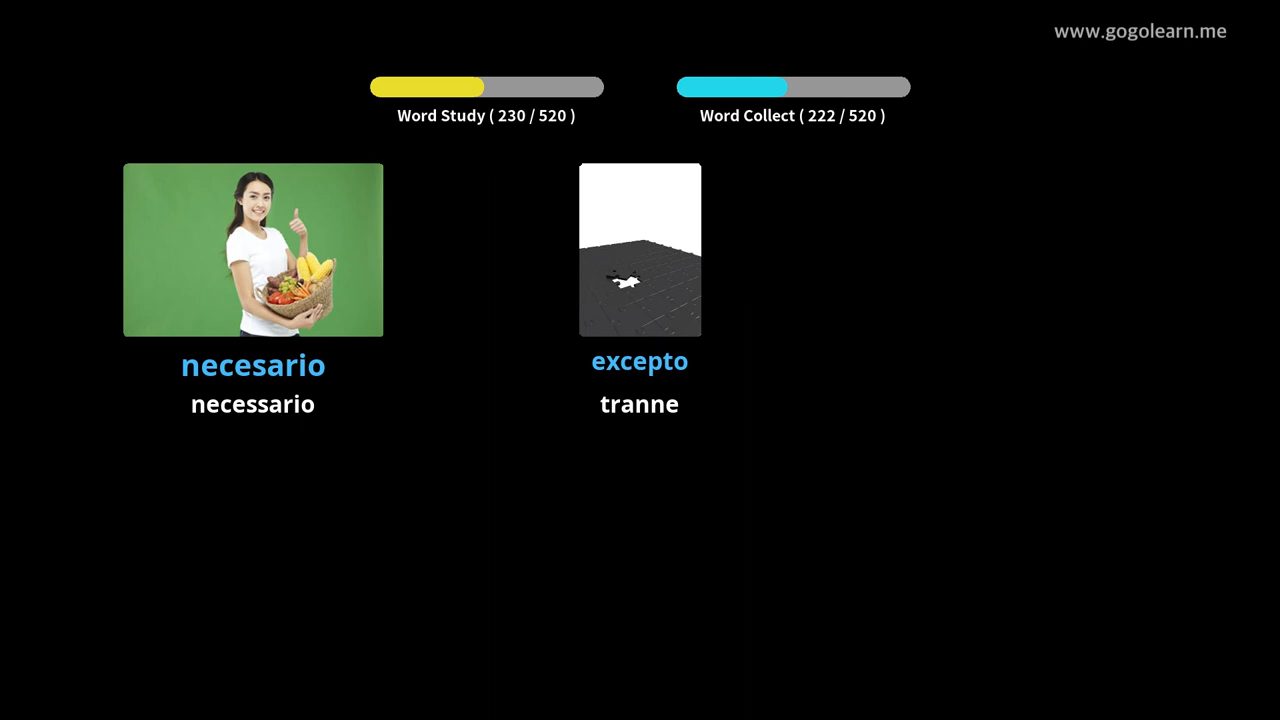 www.gogolearn.me
Word Study ( 230 / 520 )
Word Collect ( 222 / 520 )
necesario
necessario
excepto
tranne